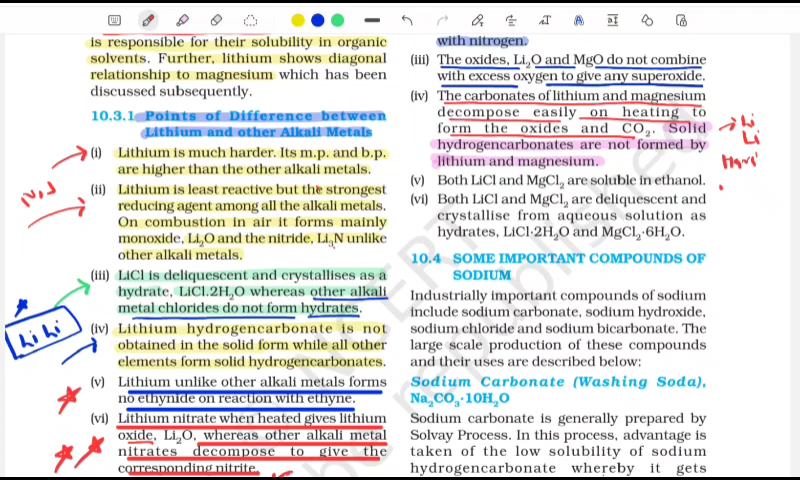 is responsible for their solubility in organic
solvents. Further, lithium shows diagonal
relationship to magnesium which has been
discussed subsequently.
10.3.1 Points of Difference between
Lithium and other Alkali Metals
(i) Lithium is much harder. Its m.p. and b.p.
are higher than the other alkali metals.
(ii) Lithium is least reactive but the strongest
reducing agent among all the alkali metals.
On combustion in air it forms mainly
monoxide, Li₂O and the nitride, Li₃N unlike
other alkali metals.
(iii) LiCl is deliquescent and crystallises as a
hydrate, LiCl.2H₂O whereas other alkali
metal chlorides do not form hydrates.
Li Li
(iv) Lithium hydrogencarbonate is not
obtained in the solid form while all other
elements form solid hydrogencarbonates.
(v) Lithium unlike other alkali metals forms
no ethynide on reaction with ethyne.
(vi) Lithium nitrate when heated gives lithium
oxide, Li₂O, whereas other alkali metal
nitrates decompose to give the
corresponding nitrite.
with nitrogen.
(iii) The oxides, Li₂O and MgO do not combine
with excess oxygen to give any superoxide.
(iv) The carbonates of lithium and magnesium
decompose easily on heating to
form the oxides and CO₂. Solid
hydrogencarbonates are not formed by
lithium and magnesium.
Li
Li
(v) Both LiCl and MgCl₂ are soluble in ethanol.
(vi) Both LiCl and MgCl₂ are deliquescent and
crystallise from aqueous solution as
hydrates, LiCl·2H₂O and MgCl₂·6H₂O.
10.4 SOME IMPORTANT COMPOUNDS OF
SODIUM
Industrially important compounds of sodium
include sodium carbonate, sodium hydroxide,
sodium chloride and sodium bicarbonate. The
large scale production of these compounds
and their uses are described below:
Sodium Carbonate (Washing Soda),
Na₂CO₃·10H₂O
Sodium carbonate is generally prepared by
Solvay Process. In this process, advantage is
taken of the low solubility of sodium
hydrogencarbonate whereby it gets